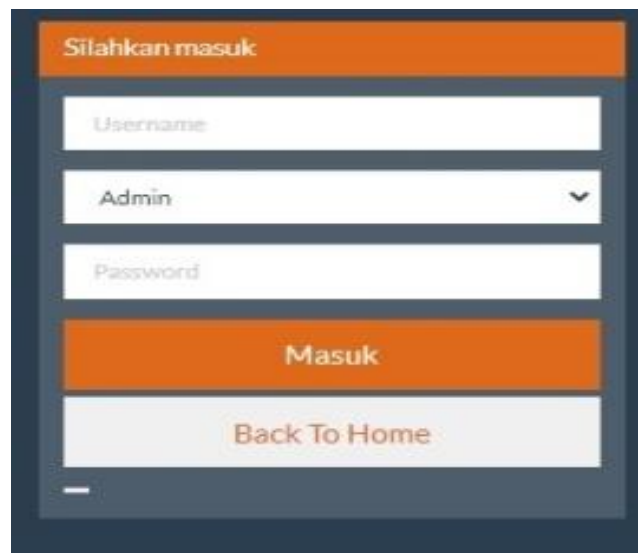 Silahkan masuk
Username
Admin
Password
Masuk
Back To Home